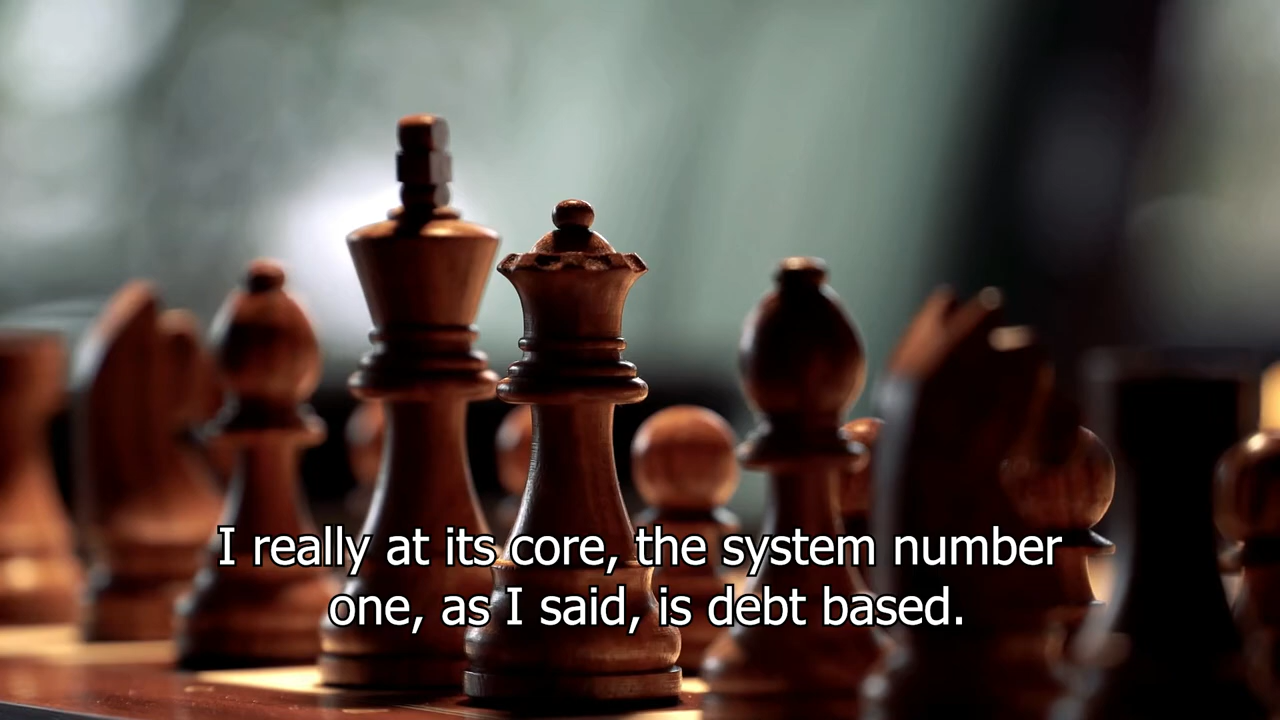 I really at its core, the system number
one, as I said, is debt based.